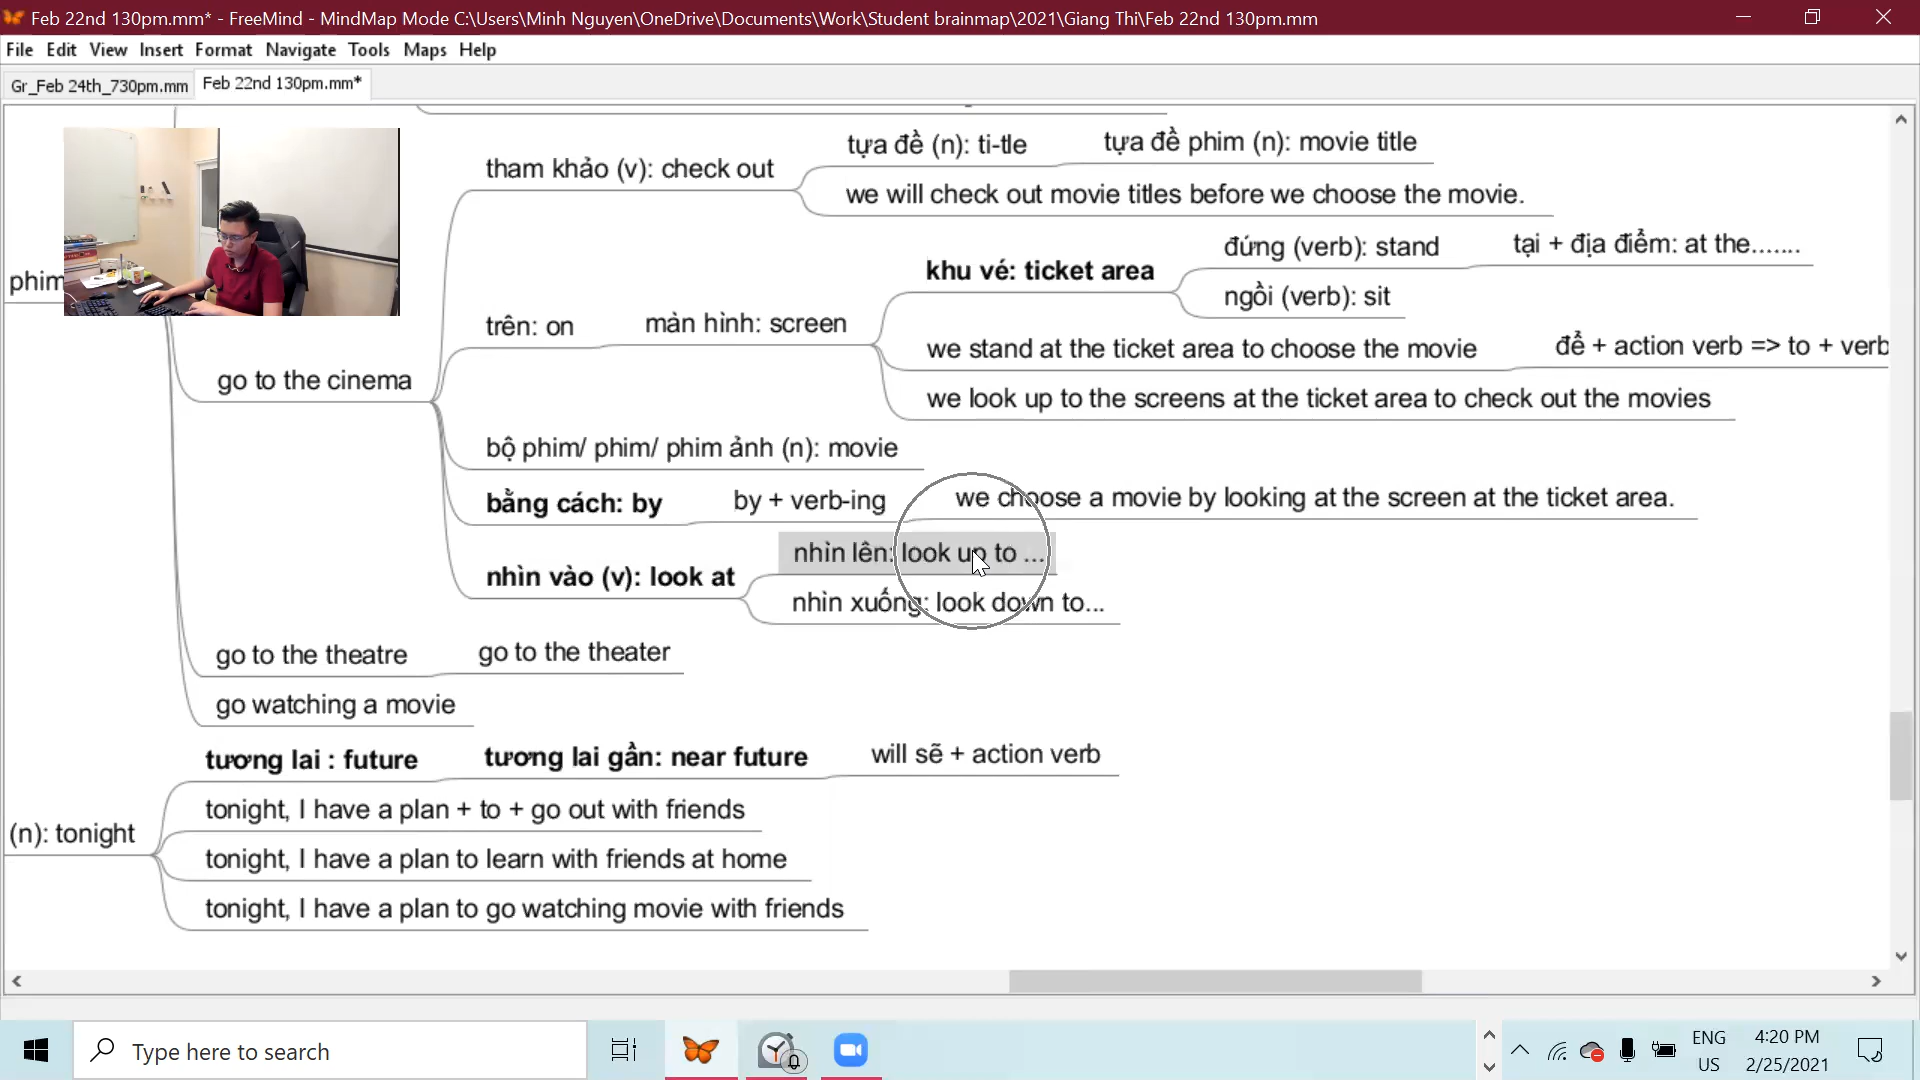 Feb 22nd 130pm.mm* - FreeMind - MindMap Mode C:\Users\Minh Nguyen\OneDrive\Documents\Work\Student brainmap\2021\Giang Thi\Feb 22nd 130pm.mm
File Edit View Insert Format Navigate Tools Maps Help
Gr_Feb 24th_730pm.mm Feb 22nd 130pm.mm*
phim
go to the cinema
tham khảo (v): check out
tựa đề (n): ti-tle
tựa đề phim (n): movie title
we will check out movie titles before we choose the movie.
trên: on
màn hình: screen
khu vé: ticket area
đứng (verb): stand
tại + địa điểm: at the.......
ngồi (verb): sit
we stand at the ticket area to choose the movie
để + action verb => to + verb
we look up to the screens at the ticket area to check out the movies
bộ phim/ phim/ phim ảnh (n): movie
bằng cách: by
by + verb-ing
we choose a movie by looking at the screen at the ticket area.
nhìn vào (v): look at
nhìn lên: look up to ...
nhìn xuống: look down to...
go to the theatre
go to the theater
go watching a movie
(n): tonight
tương lai : future
tương lai gần: near future
will sẽ + action verb
tonight, I have a plan + to + go out with friends
tonight, I have a plan to learn with friends at home
tonight, I have a plan to go watching movie with friends
Type here to search
ENG
US
4:20 PM
2/25/2021